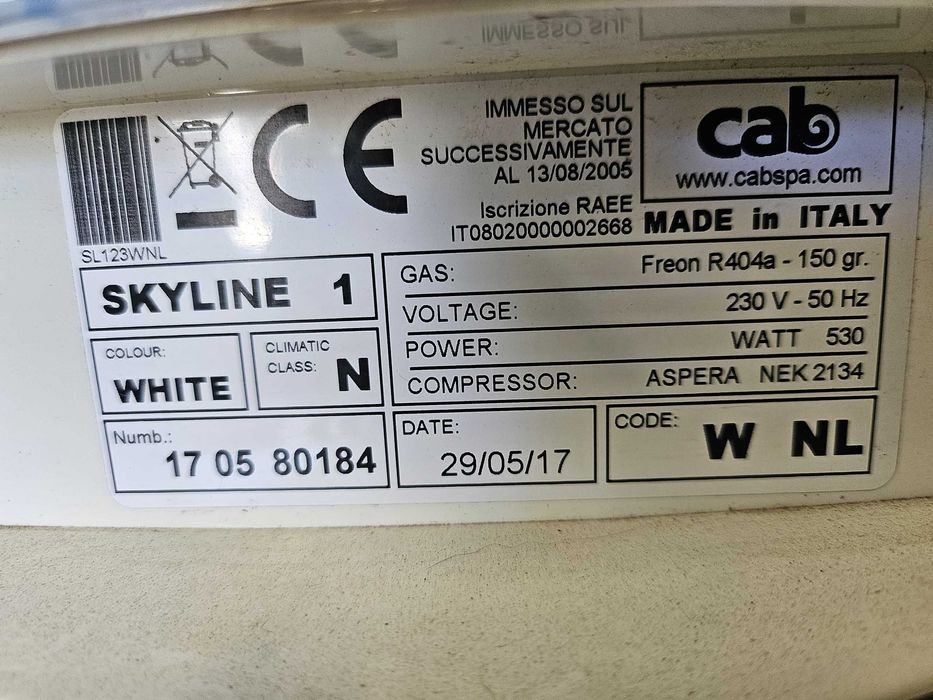 IMMESSO SUL
IMMESSO SUL
MERCATO
SUCCESSIVAMENTE
AL 13/08/2005
Iscrizione RAEE
IT08020000002668
CE
cab
www.cabspa.com
MADE in ITALY
SL123WNL
SKYLINE 1
COLOUR:
WHITE
CLIMATIC
CLASS: N
Numb.:
17 05 80184
GAS: Freon R404a - 150 gr.
VOLTAGE: 230 V - 50 Hz
POWER: WATT 530
COMPRESSOR: ASPERA NEK 2134
DATE:
29/05/17
CODE:
W NL